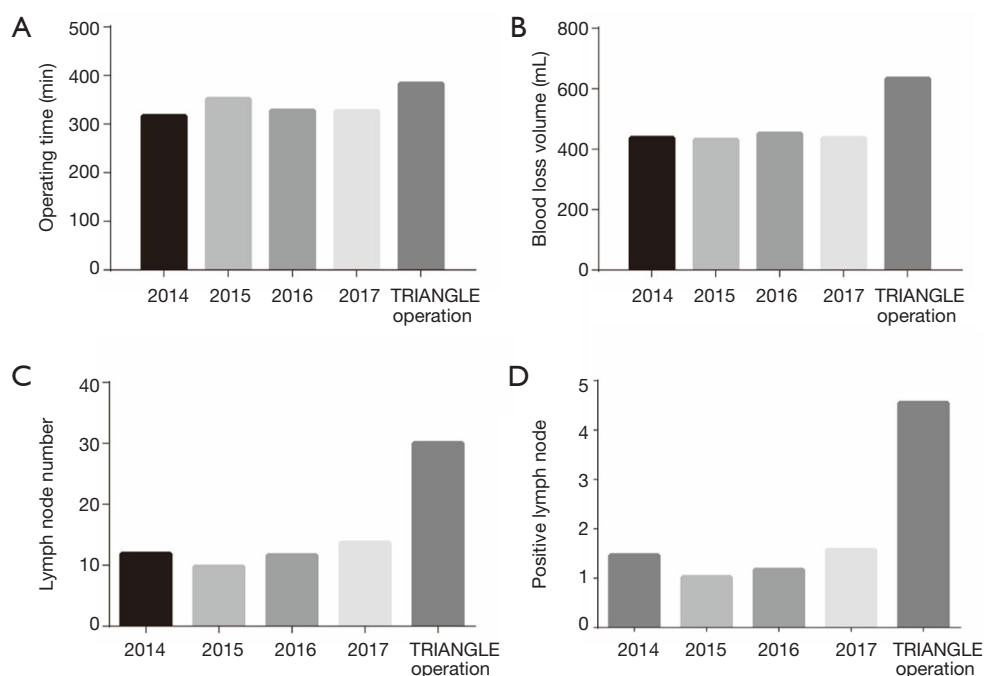 A
Operating time (min)
500
400
300
200
100
0
2014 2015 2016 2017 TRIANGLE
operation
B
Blood loss volume (mL)
800
600
400
200
0
2014 2015 2016 2017 TRIANGLE
operation
C
Lymph node number
40
30
20
10
0
2014 2015 2016 2017 TRIANGLE
operation
D
Positive lymph node
5
4
3
2
1
0
2014 2015 2016 2017 TRIANGLE
operation